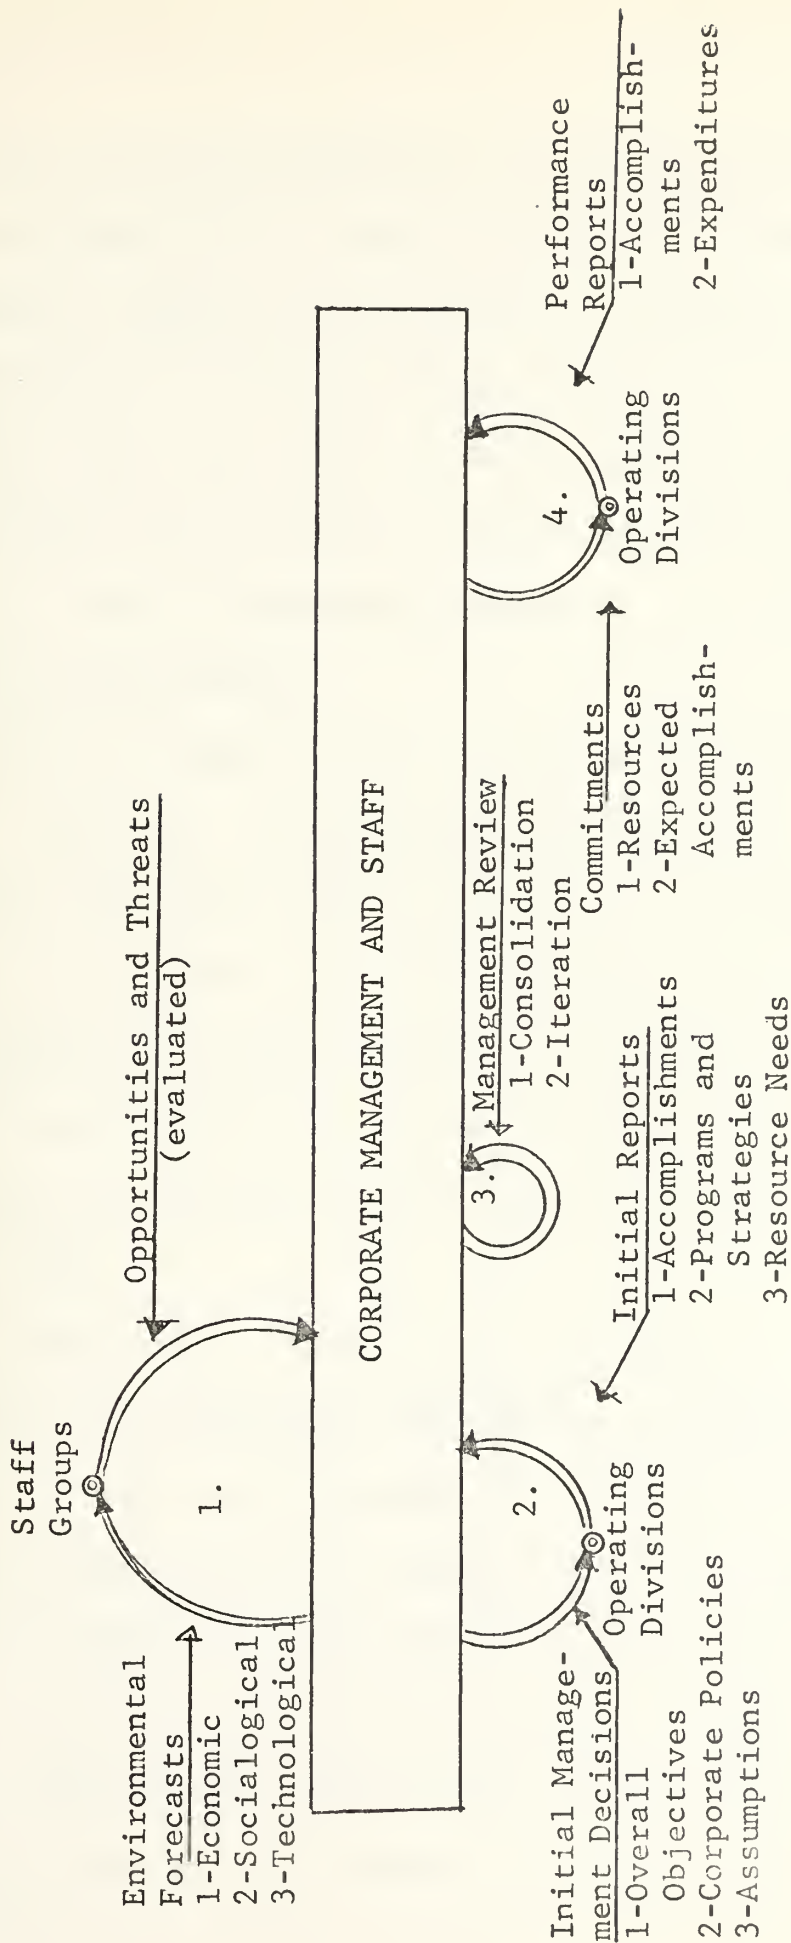 Staff
Groups
Opportunities and Threats
(evaluated)
Environmental
Forecasts
1-Economic
2-Socialogical
3-Technological
1.
CORPORATE MANAGEMENT AND STAFF
2.
Operating
Divisions
Initial Manage-
ment Decisions
1-Overall
Objectives
2-Corporate Policies
3-Assumptions
Initial Reports
1-Accomplishments
2-Programs and
Strategies
3-Resource Needs
3.
Management Review
1-Consolidation
2-Iteration
Commitments
1-Resources
2-Expected
Accomplish-
ments
4.
Operating
Divisions
Performance
Reports
1-Accomplish-
ments
2-Expenditures